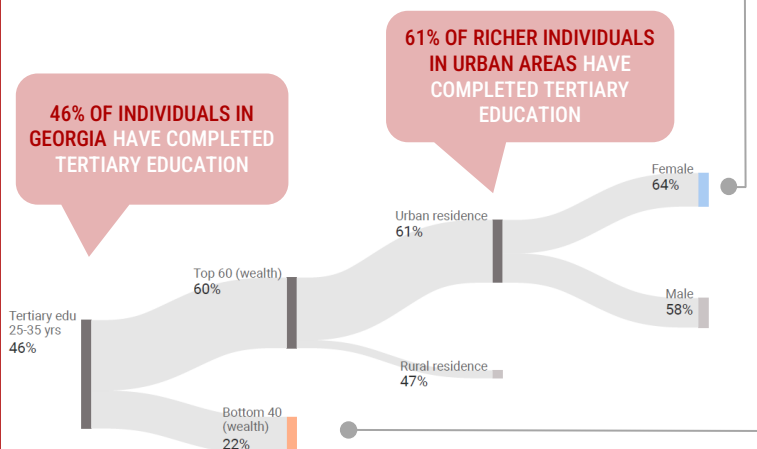 61% OF RICHER INDIVIDUALS
IN URBAN AREAS HAVE
COMPLETED TERTIARY
EDUCATION
46% OF INDIVIDUALS IN
GEORGIA HAVE COMPLETED
TERTIARY EDUCATION
Female
64%
Urban residence
61%
Top 60 (wealth)
60%
Male
58%
Tertiary edu
25-35 yrs
46%
Rural residence
47%
Bottom 40
(wealth)
22%